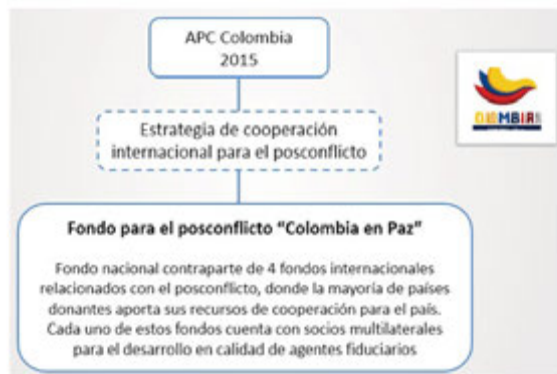 APC Colombia
2015
Estrategia de cooperación
internacional para el posconflicto
COLOMBIA
Fondo para el posconflicto "Colombia en Paz"
Fondo nacional contraparte de 4 fondos internacionales
relacionados con el posconflicto, donde la mayoría de países
donantes aporta sus recursos de cooperación para el país.
Cada uno de estos fondos cuenta con socios multilaterales
para el desarrollo en calidad de agentes fiduciarios